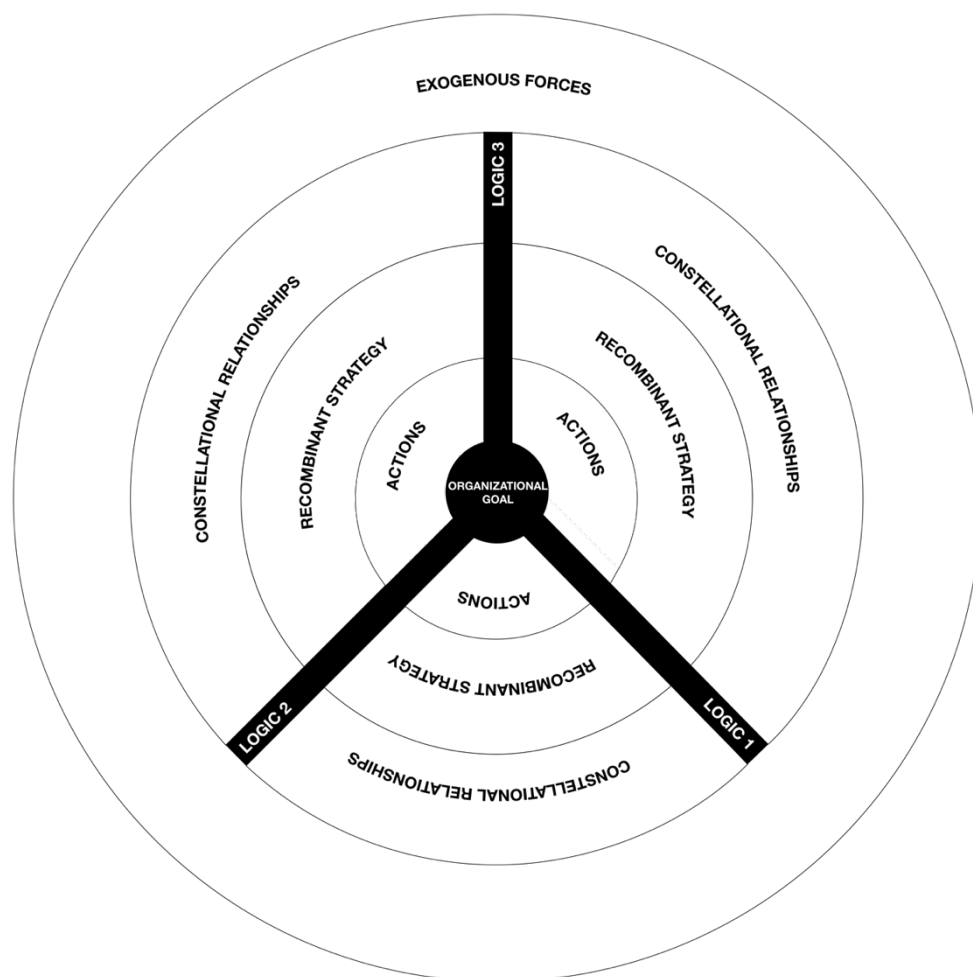 EXOGENOUS FORCES
LOGIC 3
CONSTELLATIONAL RELATIONSHIPS
CONSTELLATIONAL RELATIONSHIPS
RECOMBINANT STRATEGY
RECOMBINANT STRATEGY
ACTIONS
ACTIONS
ORGANIZATIONAL
GOAL
ACTIONS
RECOMBINANT STRATEGY
LOGIC 2
LOGIC 1
CONSTELLATIONAL RELATIONSHIPS